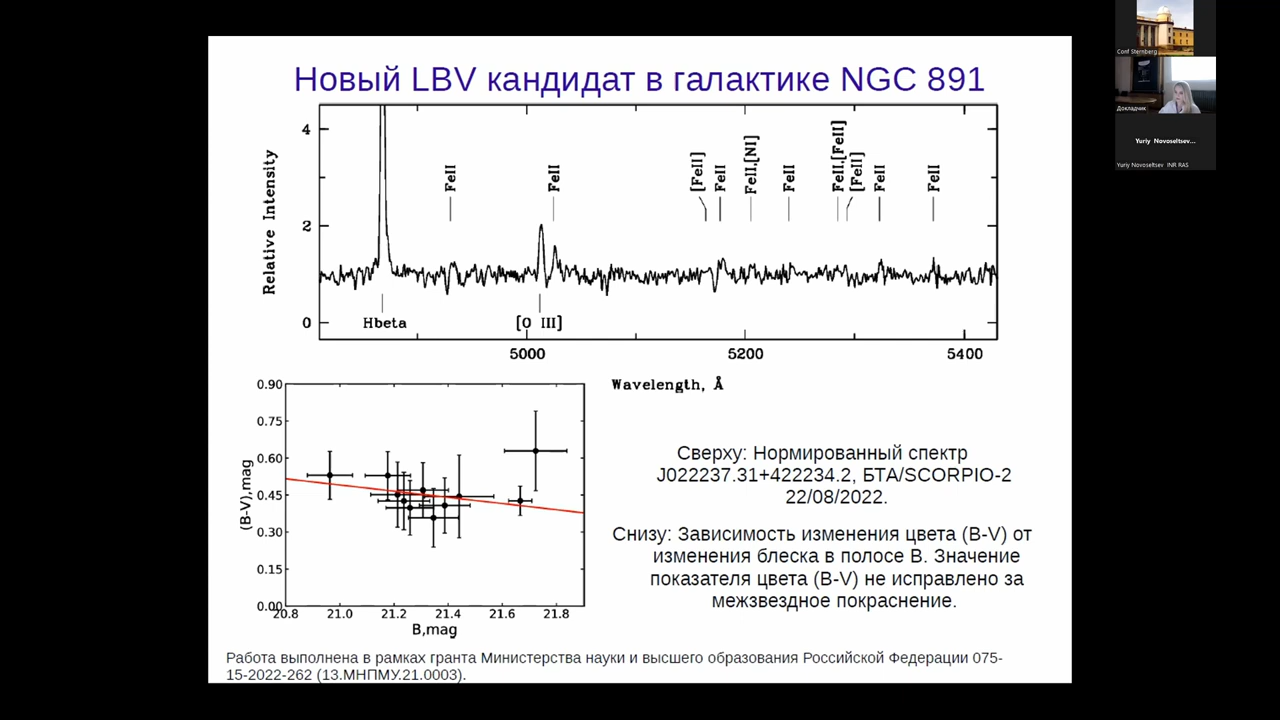 Новый LBV кандидат в галактике NGC 891
4
2
0
Relative Intensity
FeII
FeII
[FeII]
FeII
FeII,[NI]
FeII
FeII,[FeII]
[FeII]
FeII
FeII
Hbeta
[O III]
5000
5200
5400
Wavelength, Å
0.90
0.75
0.60
0.45
0.30
0.15
0.00
(B-V),mag
20.8
21.0
21.2
21.4
21.6
21.8
B,mag
Сверху: Нормированный спектр
J022237.31+422234.2, БТА/SCORPIO-2
22/08/2022.
Снизу: Зависимость изменения цвета (B-V) от
изменения блеска в полосе B. Значение
показателя цвета (B-V) не исправлено за
межзвездное покраснение.
Работа выполнена в рамках гранта Министерства науки и высшего образования Российской Федерации 075-
15-2022-262 (13.МНПМУ.21.0003).
Conf Sternberg
Докладчик
Yuriy Novoseltsev...
Yuriy Novoseltsev INR RAS